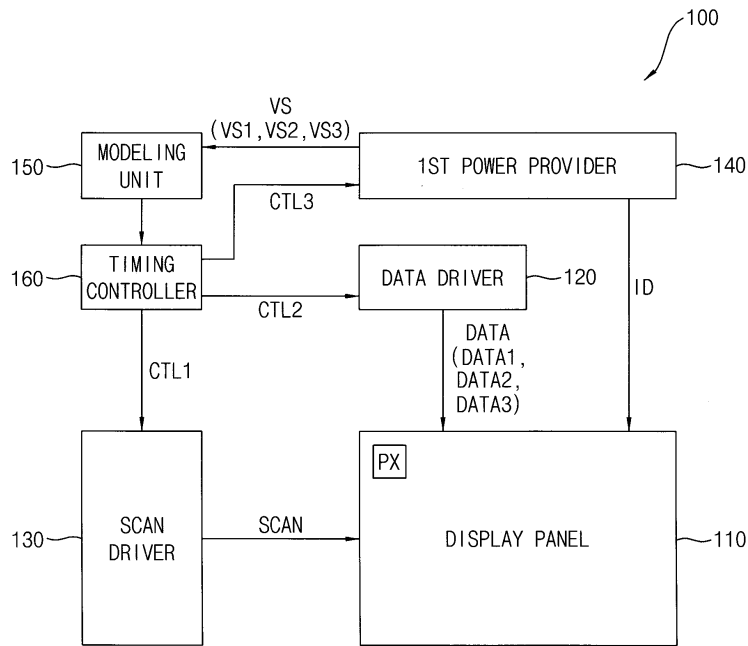 100
VS
(VS1,VS2,VS3)
150
MODELING
UNIT
1ST POWER PROVIDER
140
CTL3
160
TIMING
CONTROLLER
DATA DRIVER
120
CTL2
ID
DATA
(DATA1,
DATA2,
DATA3)
CTL1
PX
130
SCAN
DRIVER
SCAN
DISPLAY PANEL
110